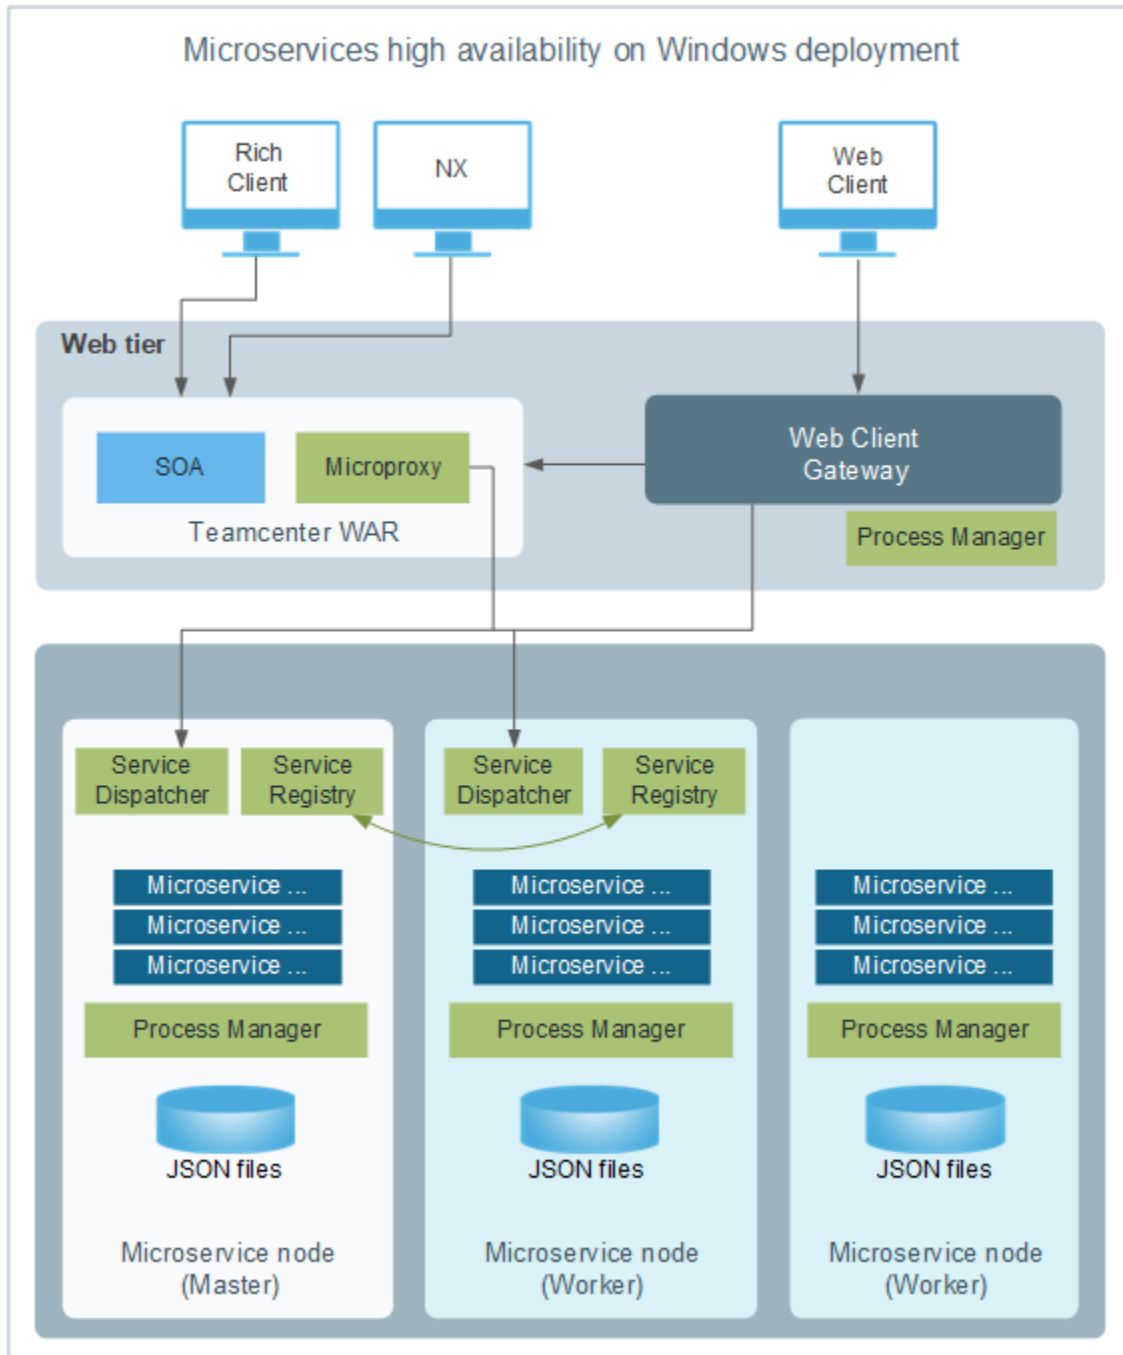 Microservices high availability on Windows deployment
Rich
Client
NX
Web
Client
Web tier
SOA
Microproxy
Teamcenter WAR
Web Client
Gateway
Process Manager
Service
Dispatcher
Service
Registry
Service
Dispatcher
Service
Registry
Microservice ...
Microservice ...
Microservice ...
Microservice ...
Microservice ...
Microservice ...
Microservice ...
Microservice ...
Microservice ...
Process Manager
Process Manager
Process Manager
JSON files
JSON files
JSON files
Microservice node
(Master)
Microservice node
(Worker)
Microservice node
(Worker)